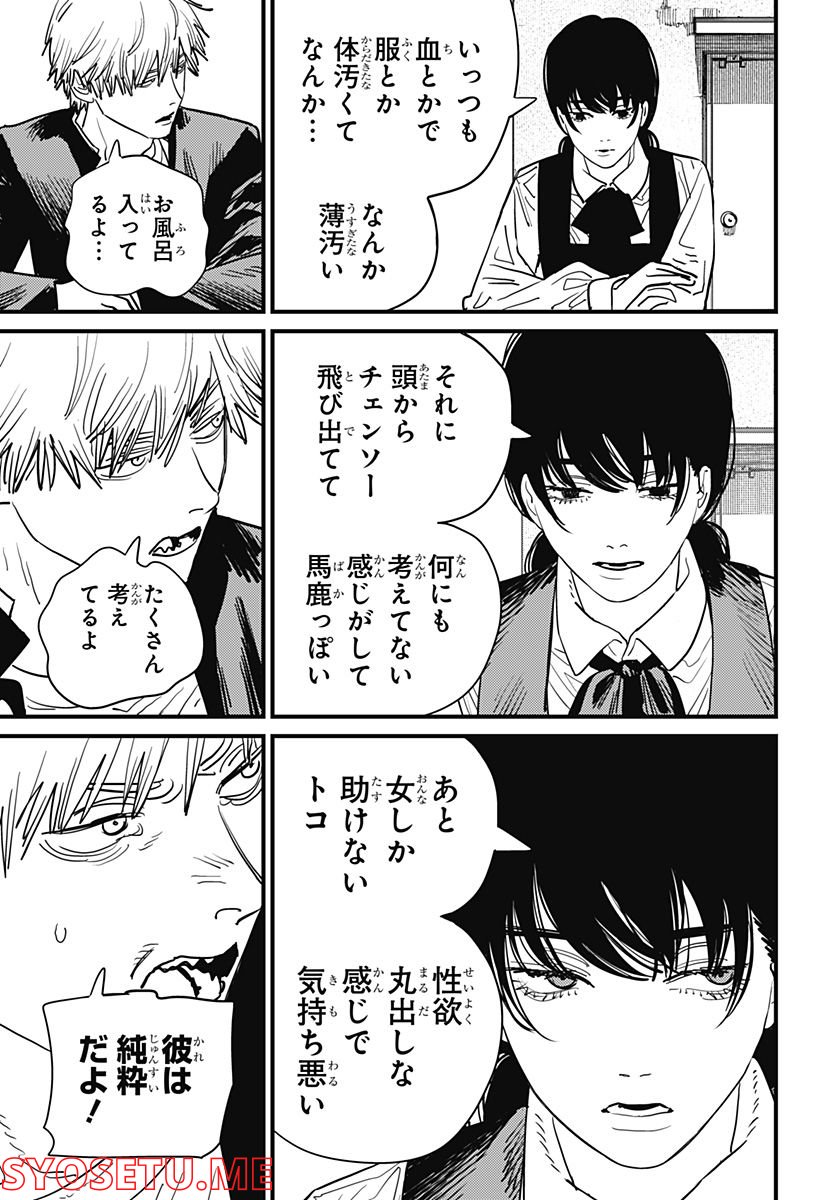 いっつも
血とかで
服とか
体汚くて
なんか…
なんか
薄汚い
お風呂
入って
るよ…
それに
頭から
チェンソー
飛び出てて
何にも
考えてない
感じがして
馬鹿っぽい
たくさん
考え
てるよ
あと
女しか
助けない
トコ
性欲
丸出しな
感じで
気持ち悪い
彼は
純粋
だよ!
SYOSETU.ME